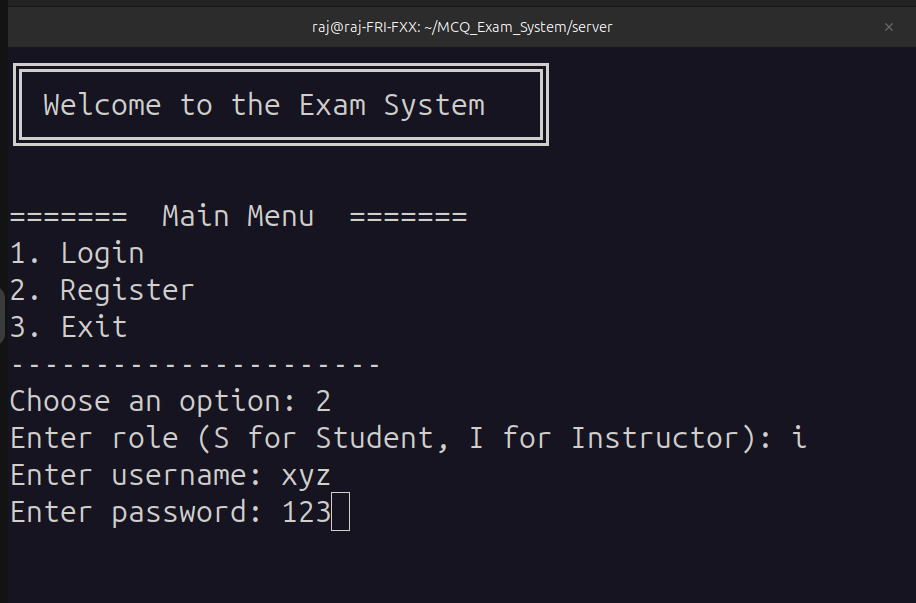 raj@raj-FRI-FXX: ~/MCQ_Exam_System/server
Welcome to the Exam System
======= Main Menu =======
1. Login
2. Register
3. Exit
----------------------
Choose an option: 2
Enter role (S for Student, I for Instructor): i
Enter username: xyz
Enter password: 123